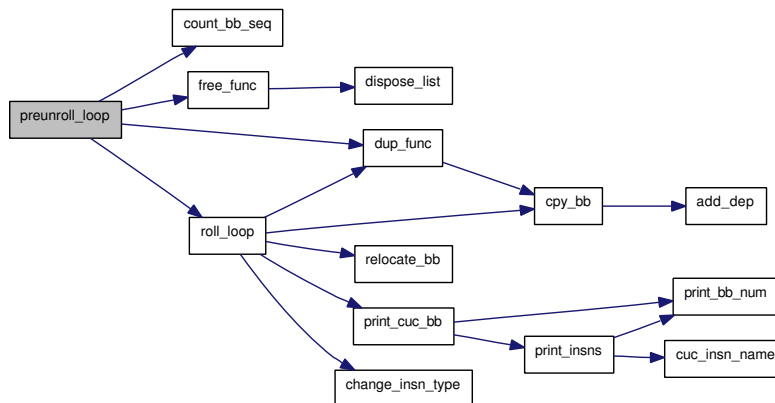 count_bb_seq
free_func
dispose_list
preunroll_loop
dup_func
cpy_bb
add_dep
roll_loop
relocate_bb
print_bb_num
print_cuc_bb
print_insns
cuc_insn_name
change_insn_type